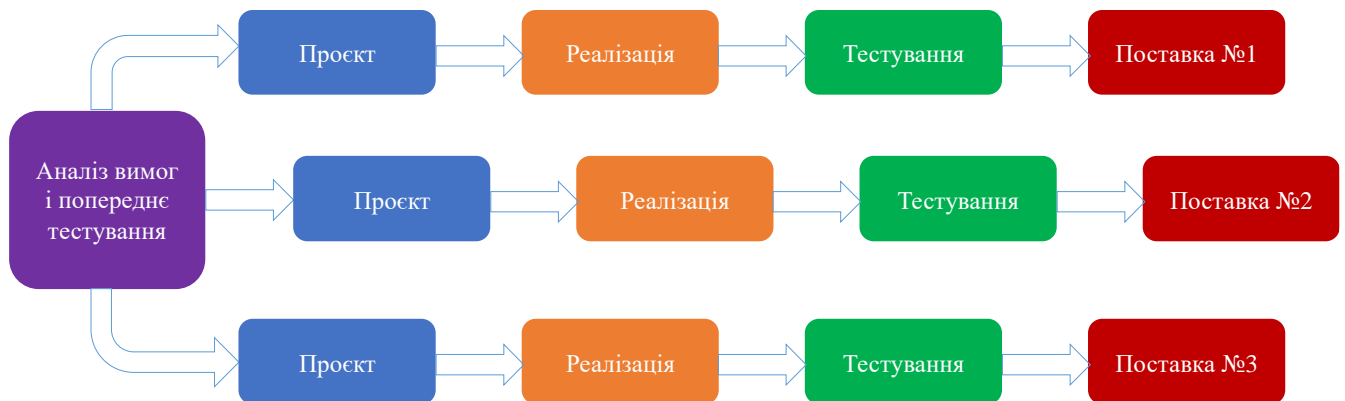 Проєкт
Реалізація
Тестування
Поставка №1
Аналіз вимог
і попереднє
тестування
Проєкт
Реалізація
Тестування
Поставка №2
Проєкт
Реалізація
Тестування
Поставка №3